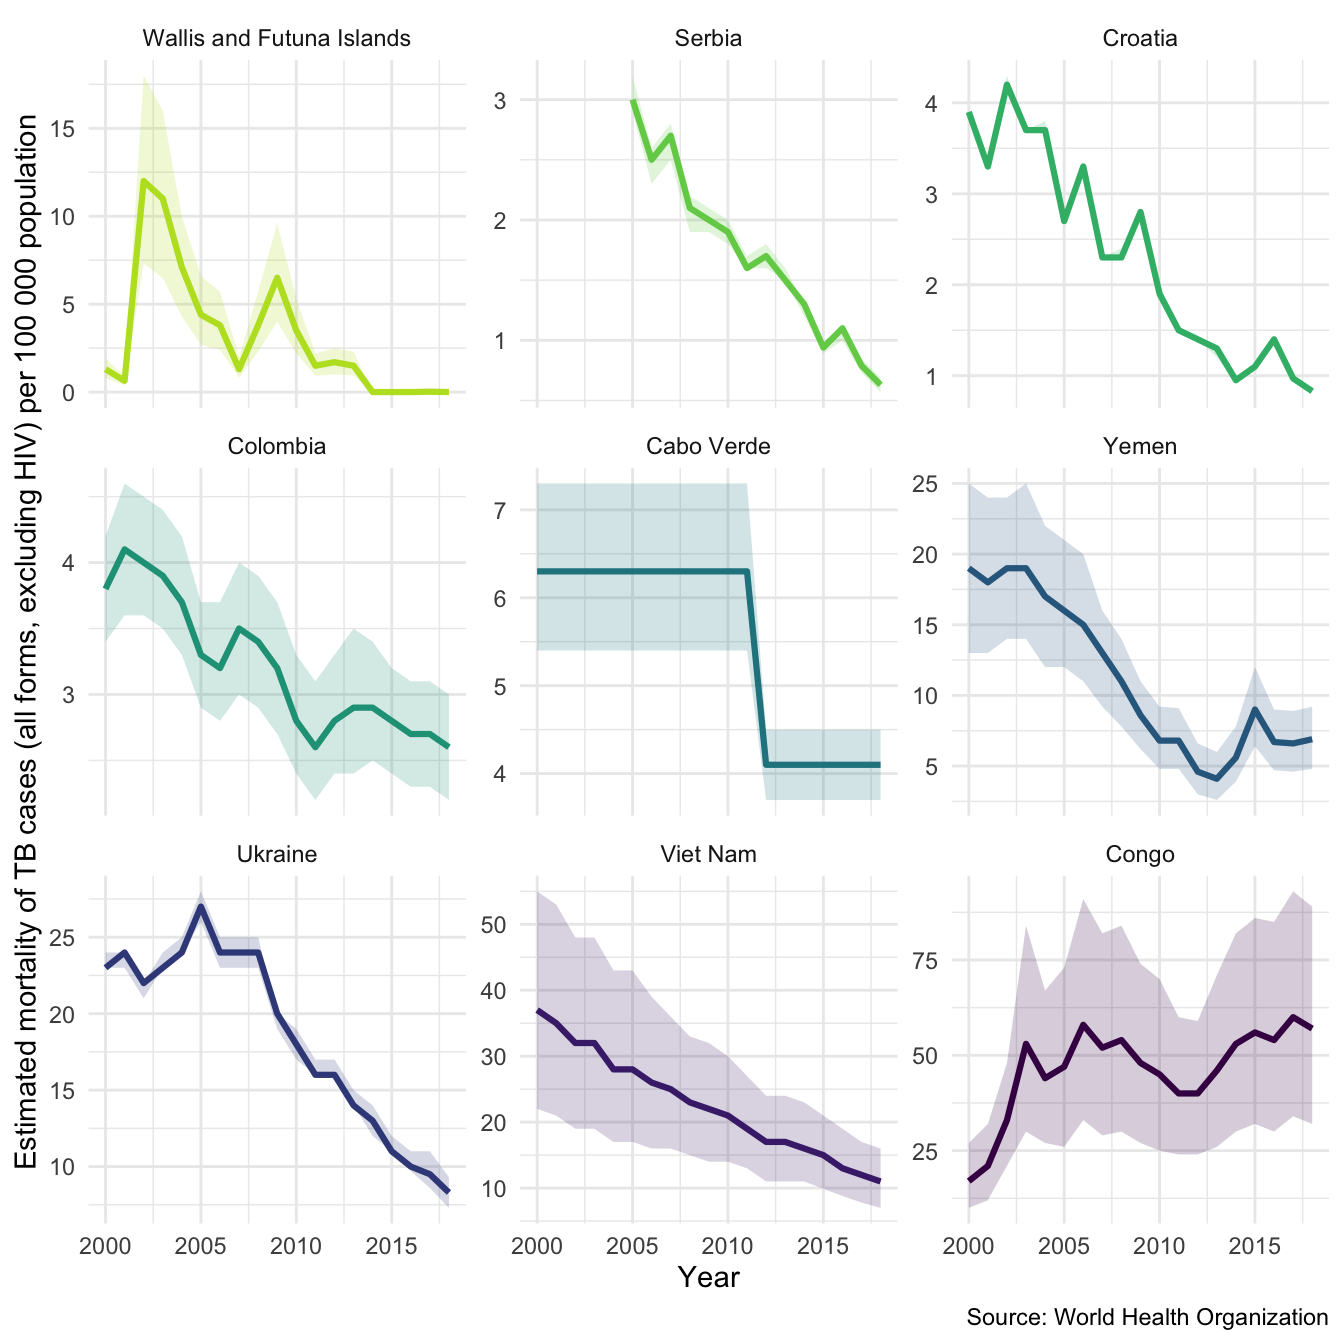 Wallis and Futuna Islands
Serbia
Croatia
15
10
5
0
3
2
1
4
3
2
1
Colombia
Cabo Verde
Yemen
4
3
7
6
5
4
25
20
15
10
5
Ukraine
Viet Nam
Congo
25
20
15
10
50
40
30
20
10
75
50
25
2000 2005 2010 2015
2000 2005 2010 2015
2000 2005 2010 2015
Estimated mortality of TB cases (all forms, excluding HIV) per 100 000 population
Year
Source: World Health Organization